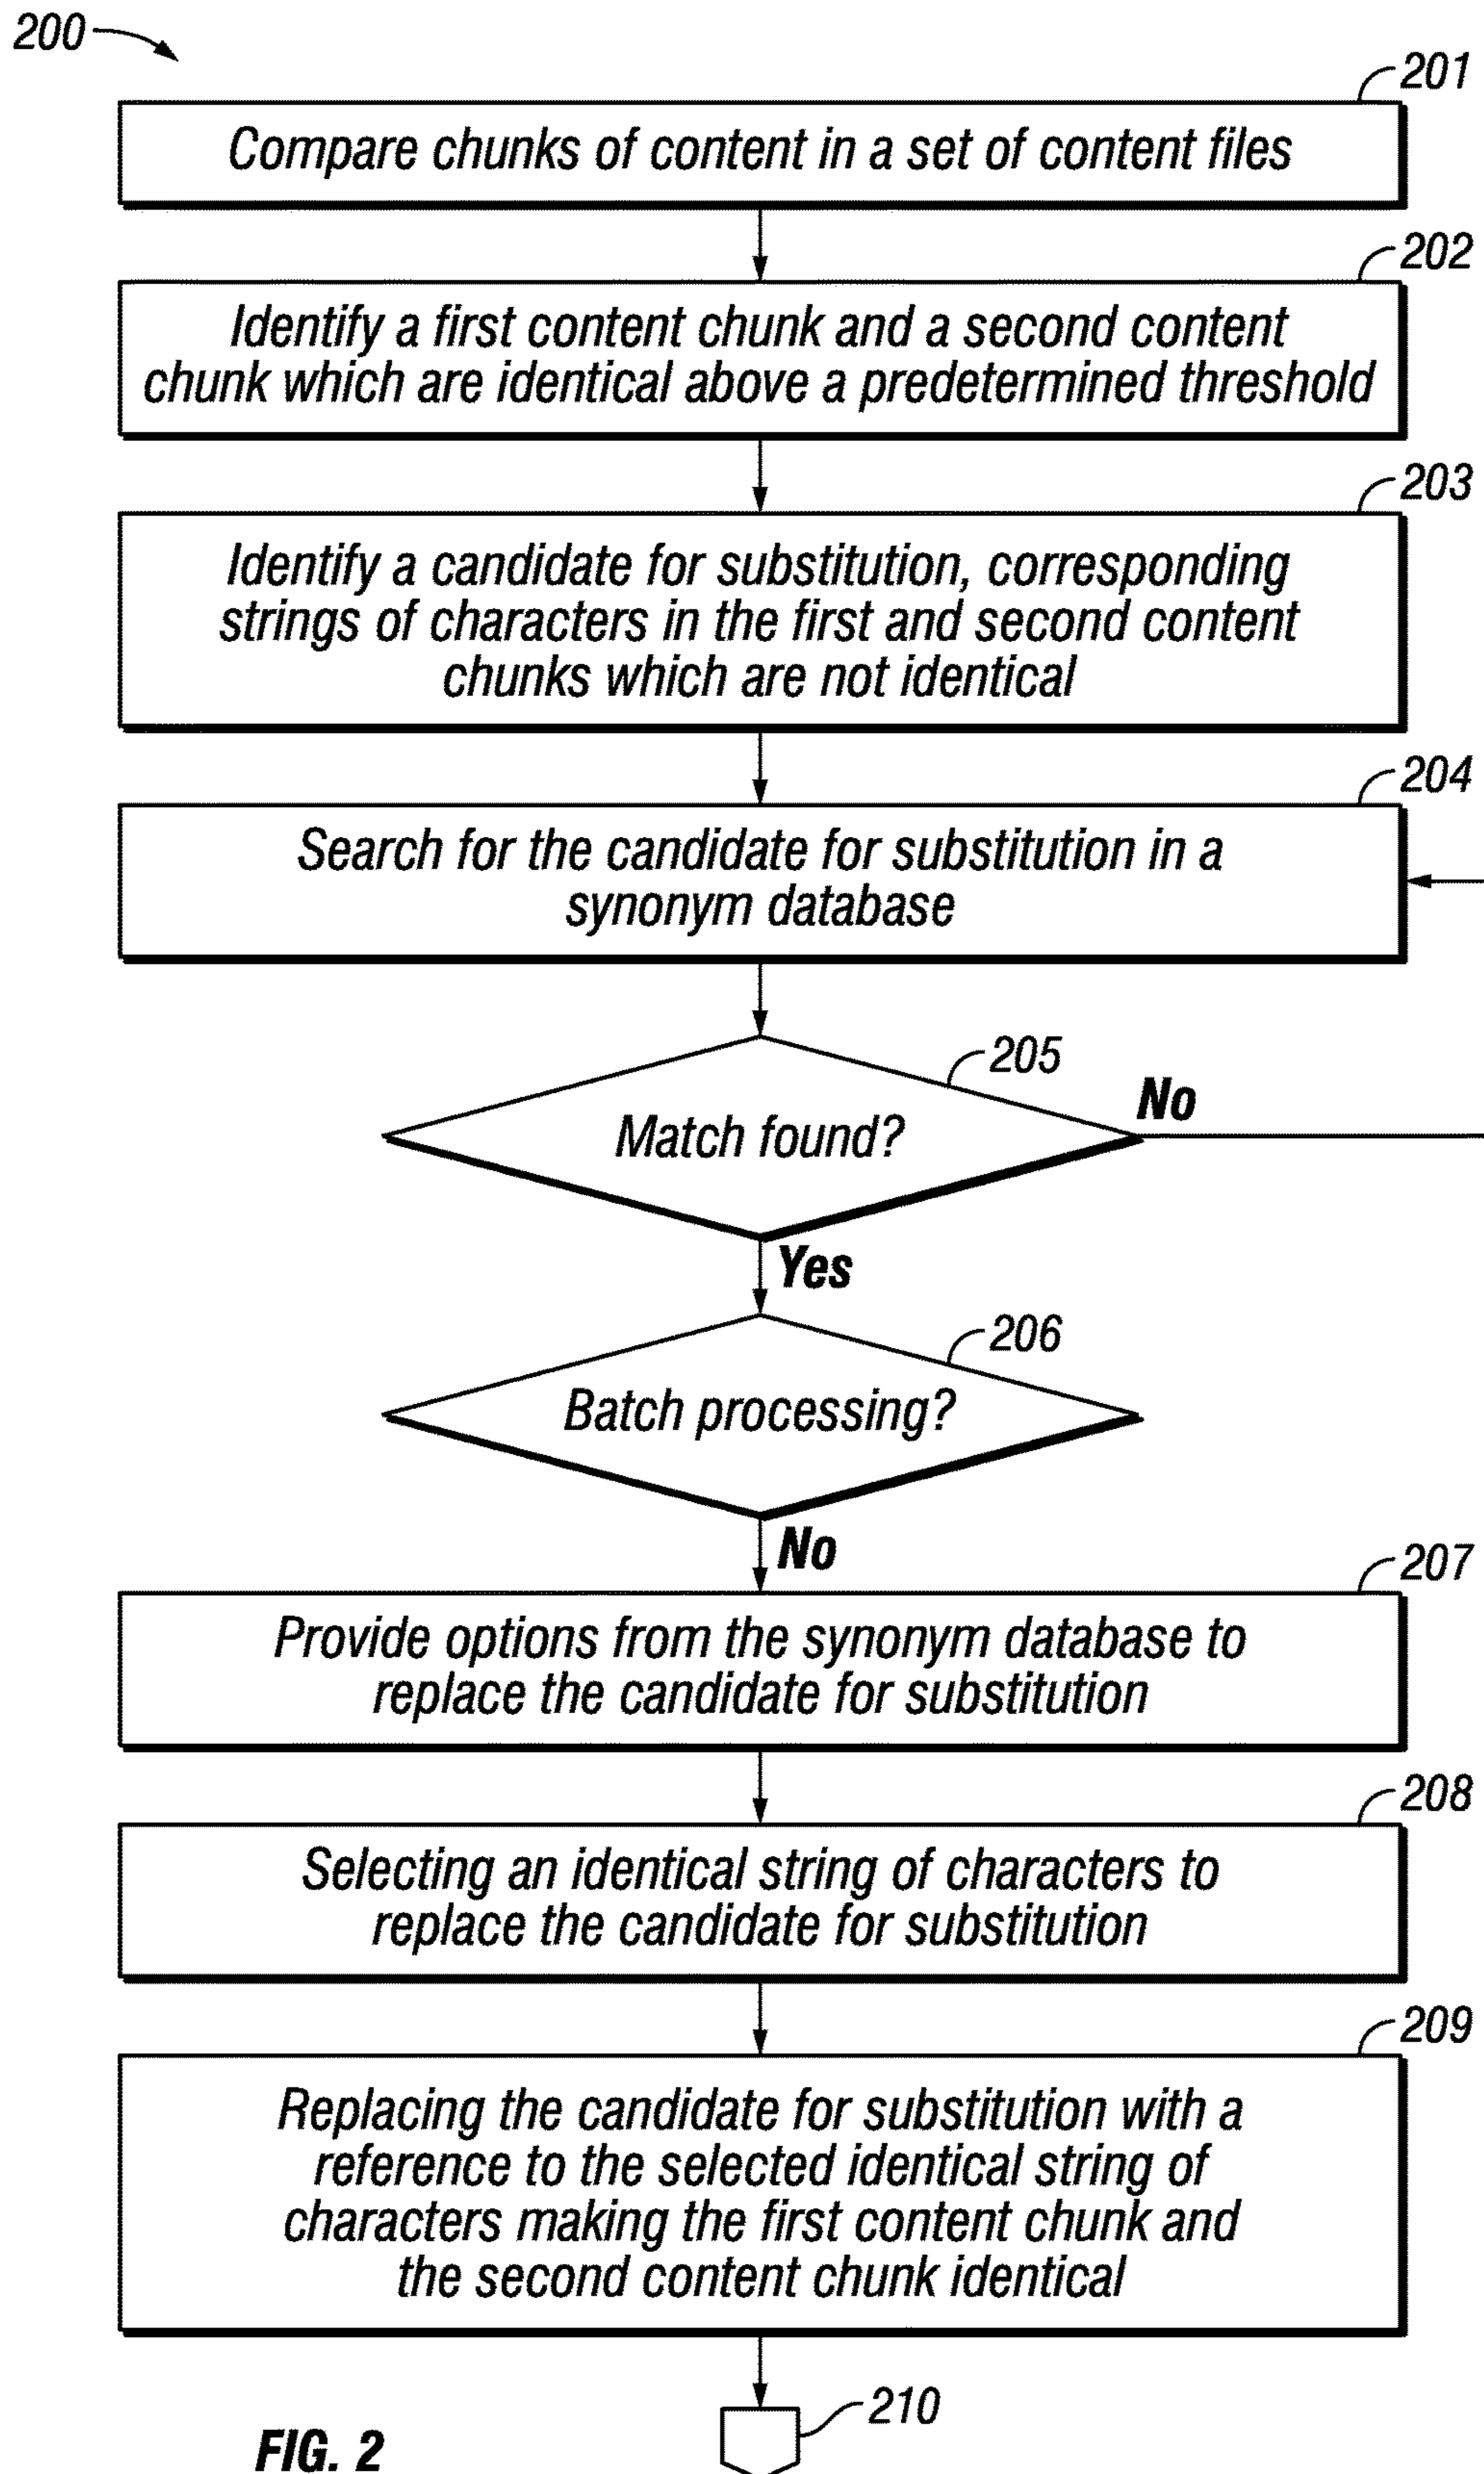 200
201
Compare chunks of content in a set of content files
202
Identify a first content chunk and a second content
chunk which are identical above a predetermined threshold
203
Identify a candidate for substitution, corresponding
strings of characters in the first and second content
chunks which are not identical
204
Search for the candidate for substitution in a
synonym database
205
No
Match found?
Yes
206
Batch processing?
No
207
Provide options from the synonym database to
replace the candidate for substitution
208
Selecting an identical string of characters to
replace the candidate for substitution
209
Replacing the candidate for substitution with a
reference to the selected identical string of
characters making the first content chunk and
the second content chunk identical
210
FIG. 2